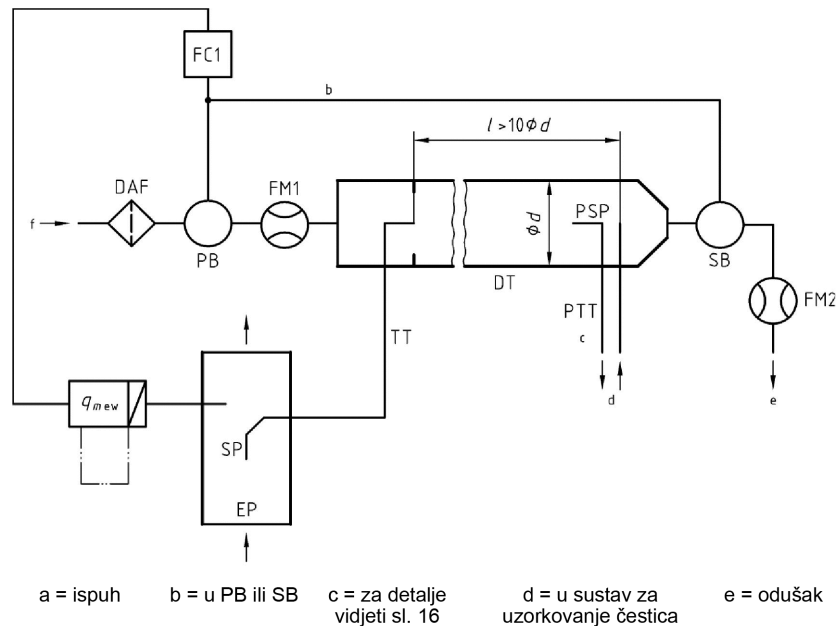 FC1
b
l > 10 Φ d
DAF
FM1
f
PB
Φ d
PSP
SB
DT
FM2
PTT
TT
c
d
e
q mew
SP
EP
a = ispuh
b = u PB ili SB
c = za detalje
vidjeti sl. 16
d = u sustav za
uzorkovanje čestica
e = odušak